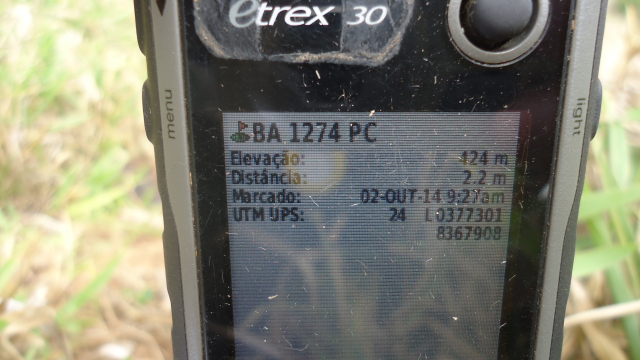 etrex 30
menu
light
BA 1274 PC
Elevação: 424 m
Distância: 2.2 m
Marcado: 02-OUT-14 9:27am
UTM UPS: 24 L 0377301
8367908